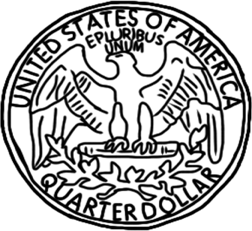 UNITED STATES OF AMERICA
E PLURIBUS
UNUM
QUARTER DOLLAR